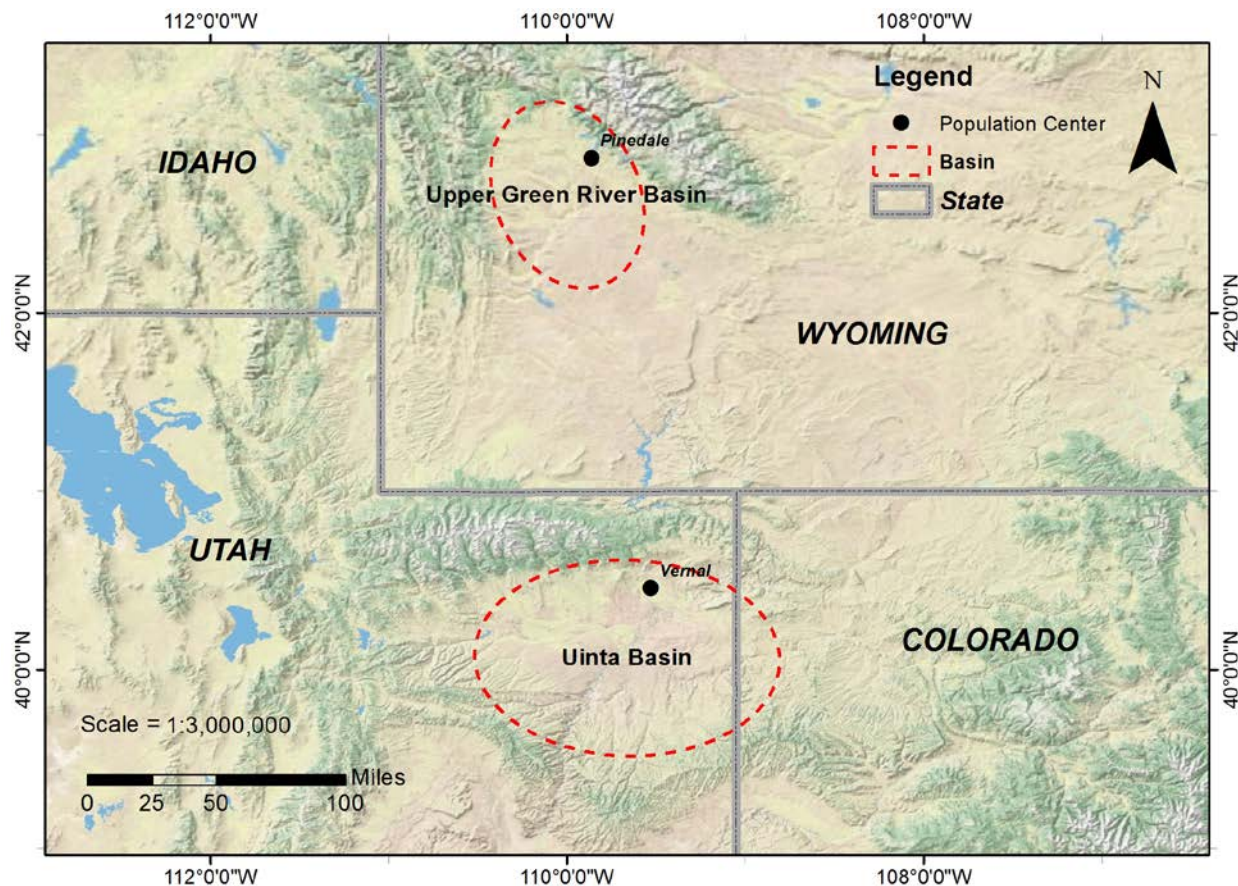 112°0'0"W 110°0'0"W 108°0'0"W
Legend
N
Population Center
Basin
State
Pinedale
IDAHO
Upper Green River Basin
42°0'0"N
42°0'0"N
WYOMING
UTAH
Vernal
COLORADO
Uinta Basin
40°0'0"N
40°0'0"N
Scale = 1:3,000,000
Miles
0 25 50 100
112°0'0"W 110°0'0"W 108°0'0"W